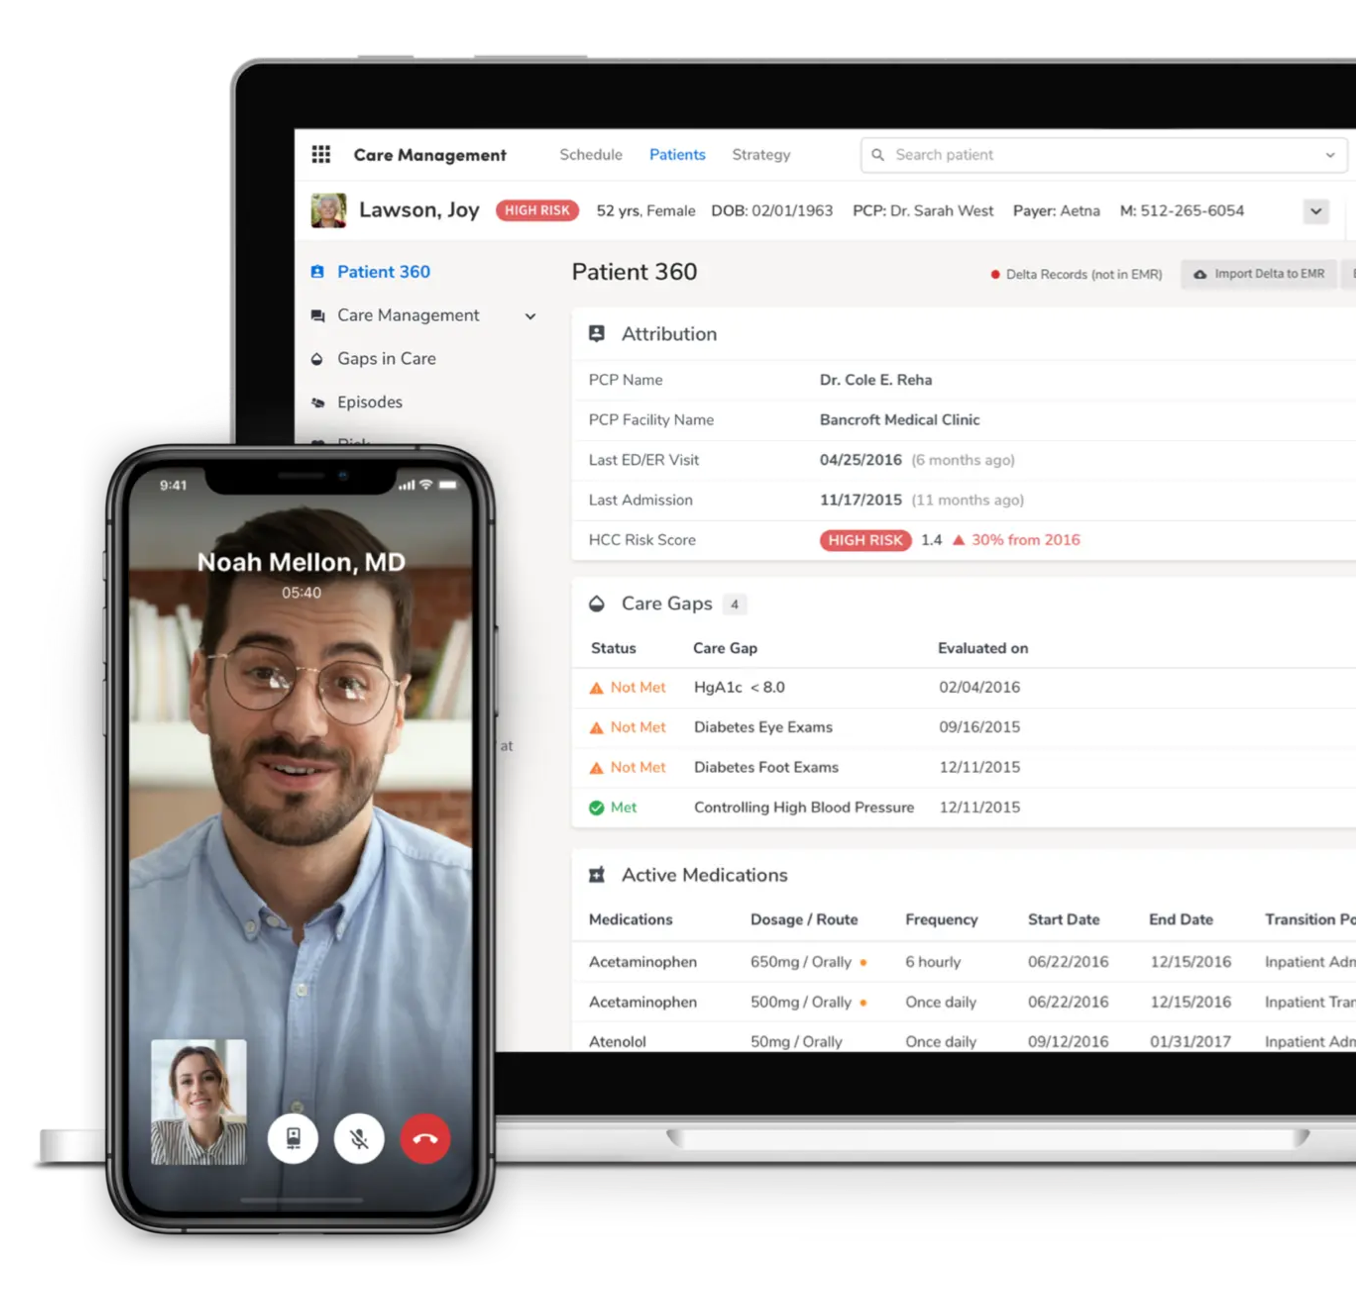 Care Management Schedule Patients Strategy Search patient
Lawson, Joy HIGH RISK 52 yrs, Female DOB: 02/01/1963 PCP: Dr. Sarah West Payer: Aetna M: 512-265-6054
Patient 360
Care Management
Gaps in Care
Episodes
Risk
at
Patient 360 Delta Records (not in EMR) Import Delta to EMR
Attribution
PCP Name Dr. Cole E. Reha
PCP Facility Name Bancroft Medical Clinic
Last ED/ER Visit 04/25/2016 (6 months ago)
Last Admission 11/17/2015 (11 months ago)
HCC Risk Score HIGH RISK 1.4 30% from 2016
Care Gaps 4
Status Care Gap Evaluated on
Not Met HgA1c < 8.0 02/04/2016
Not Met Diabetes Eye Exams 09/16/2015
Not Met Diabetes Foot Exams 12/11/2015
Met Controlling High Blood Pressure 12/11/2015
Active Medications
Medications Dosage / Route Frequency Start Date End Date Transition Po
Acetaminophen 650mg / Orally 6 hourly 06/22/2016 12/15/2016 Inpatient Adm
Acetaminophen 500mg / Orally Once daily 06/22/2016 12/15/2016 Inpatient Tran
Atenolol 50mg / Orally Once daily 09/12/2016 01/31/2017 Inpatient Adm
9:41
Noah Mellon, MD
05:40